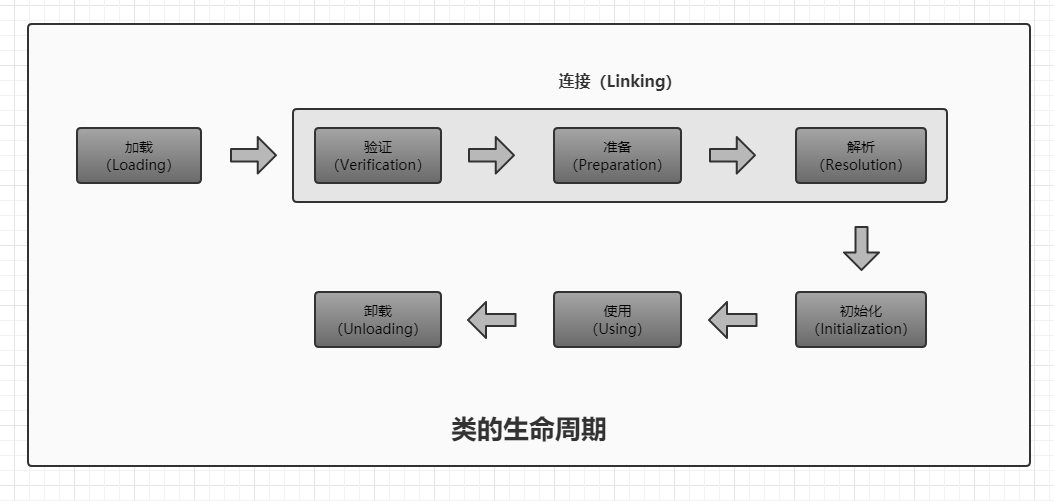 连接（Linking）
加载
（Loading）
验证
（Verification）
准备
（Preparation）
解析
（Resolution）
卸载
（Unloading）
使用
（Using）
初始化
（Initialization）
类的生命周期